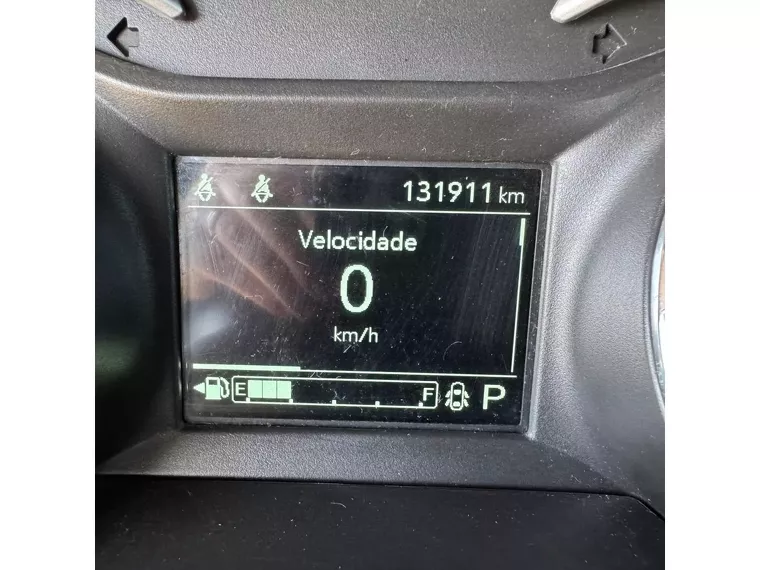 131911 km
Velocidade
0
km/h
E F P